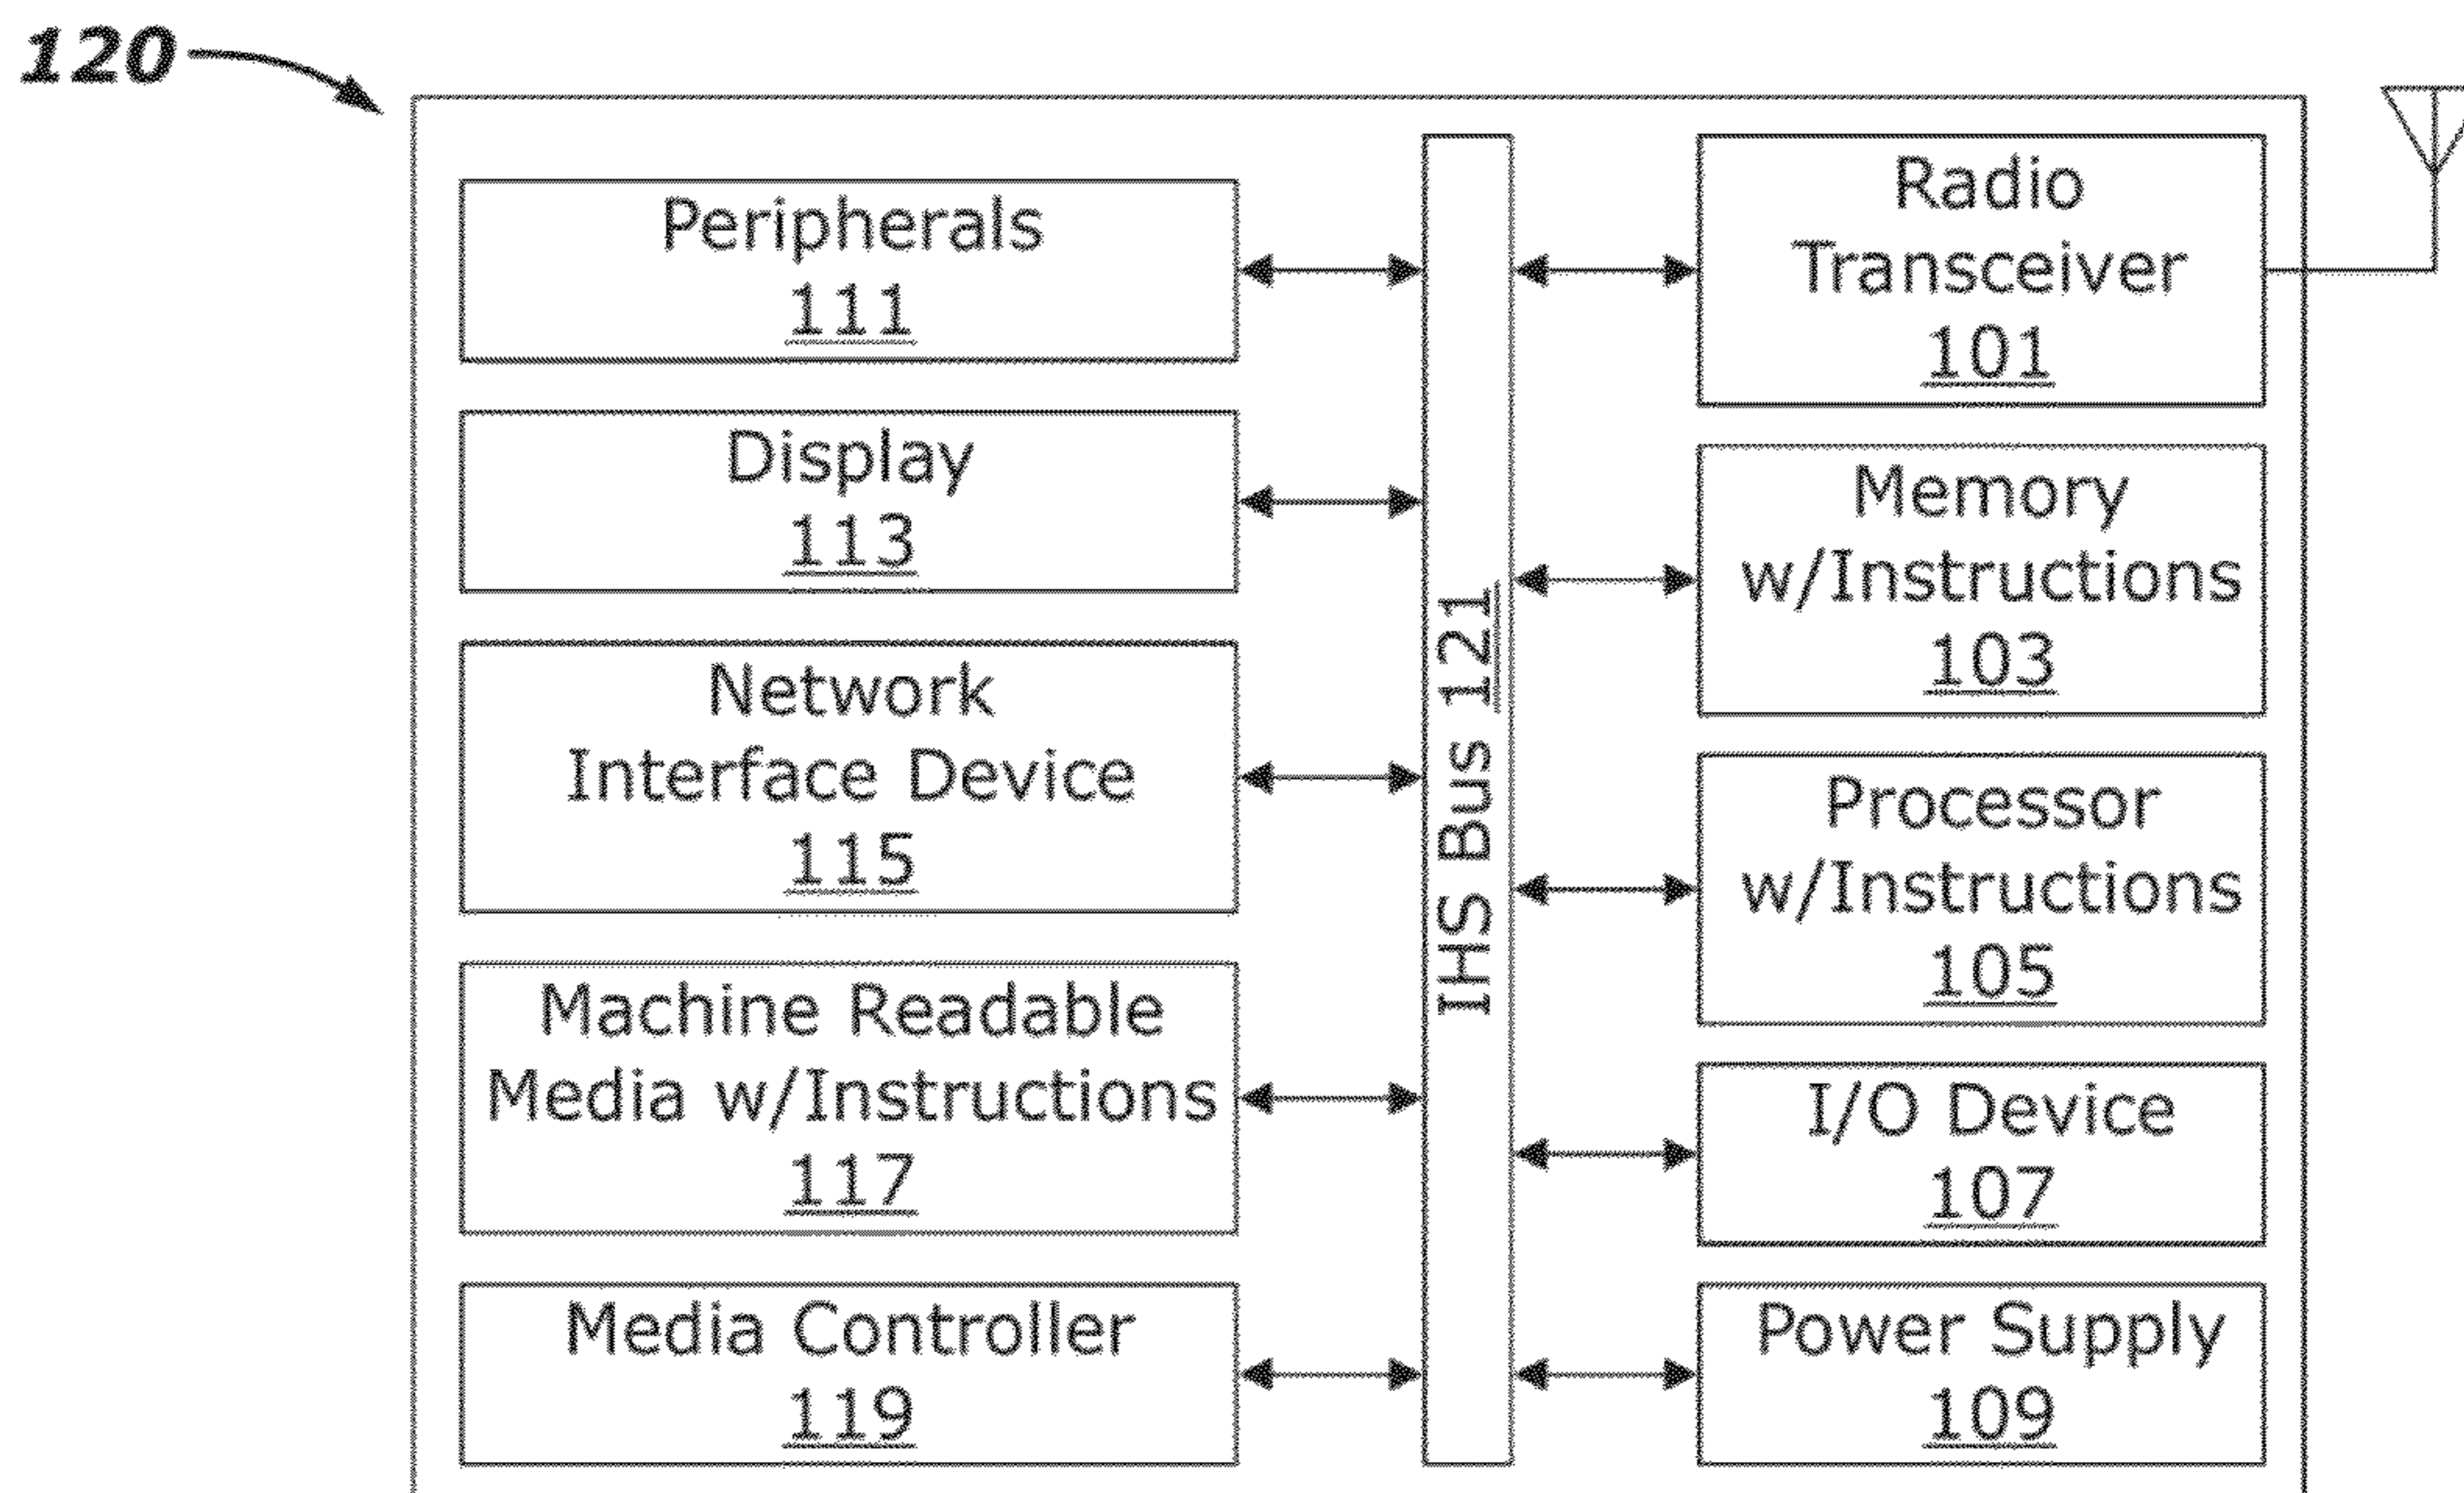 120
Peripherals
111
Display
113
Network
Interface Device
115
Machine Readable
Media w/Instructions
117
Media Controller
119
IHS Bus 121
Radio
Transceiver
101
Memory
w/Instructions
103
Processor
w/Instructions
105
I/O Device
107
Power Supply
109